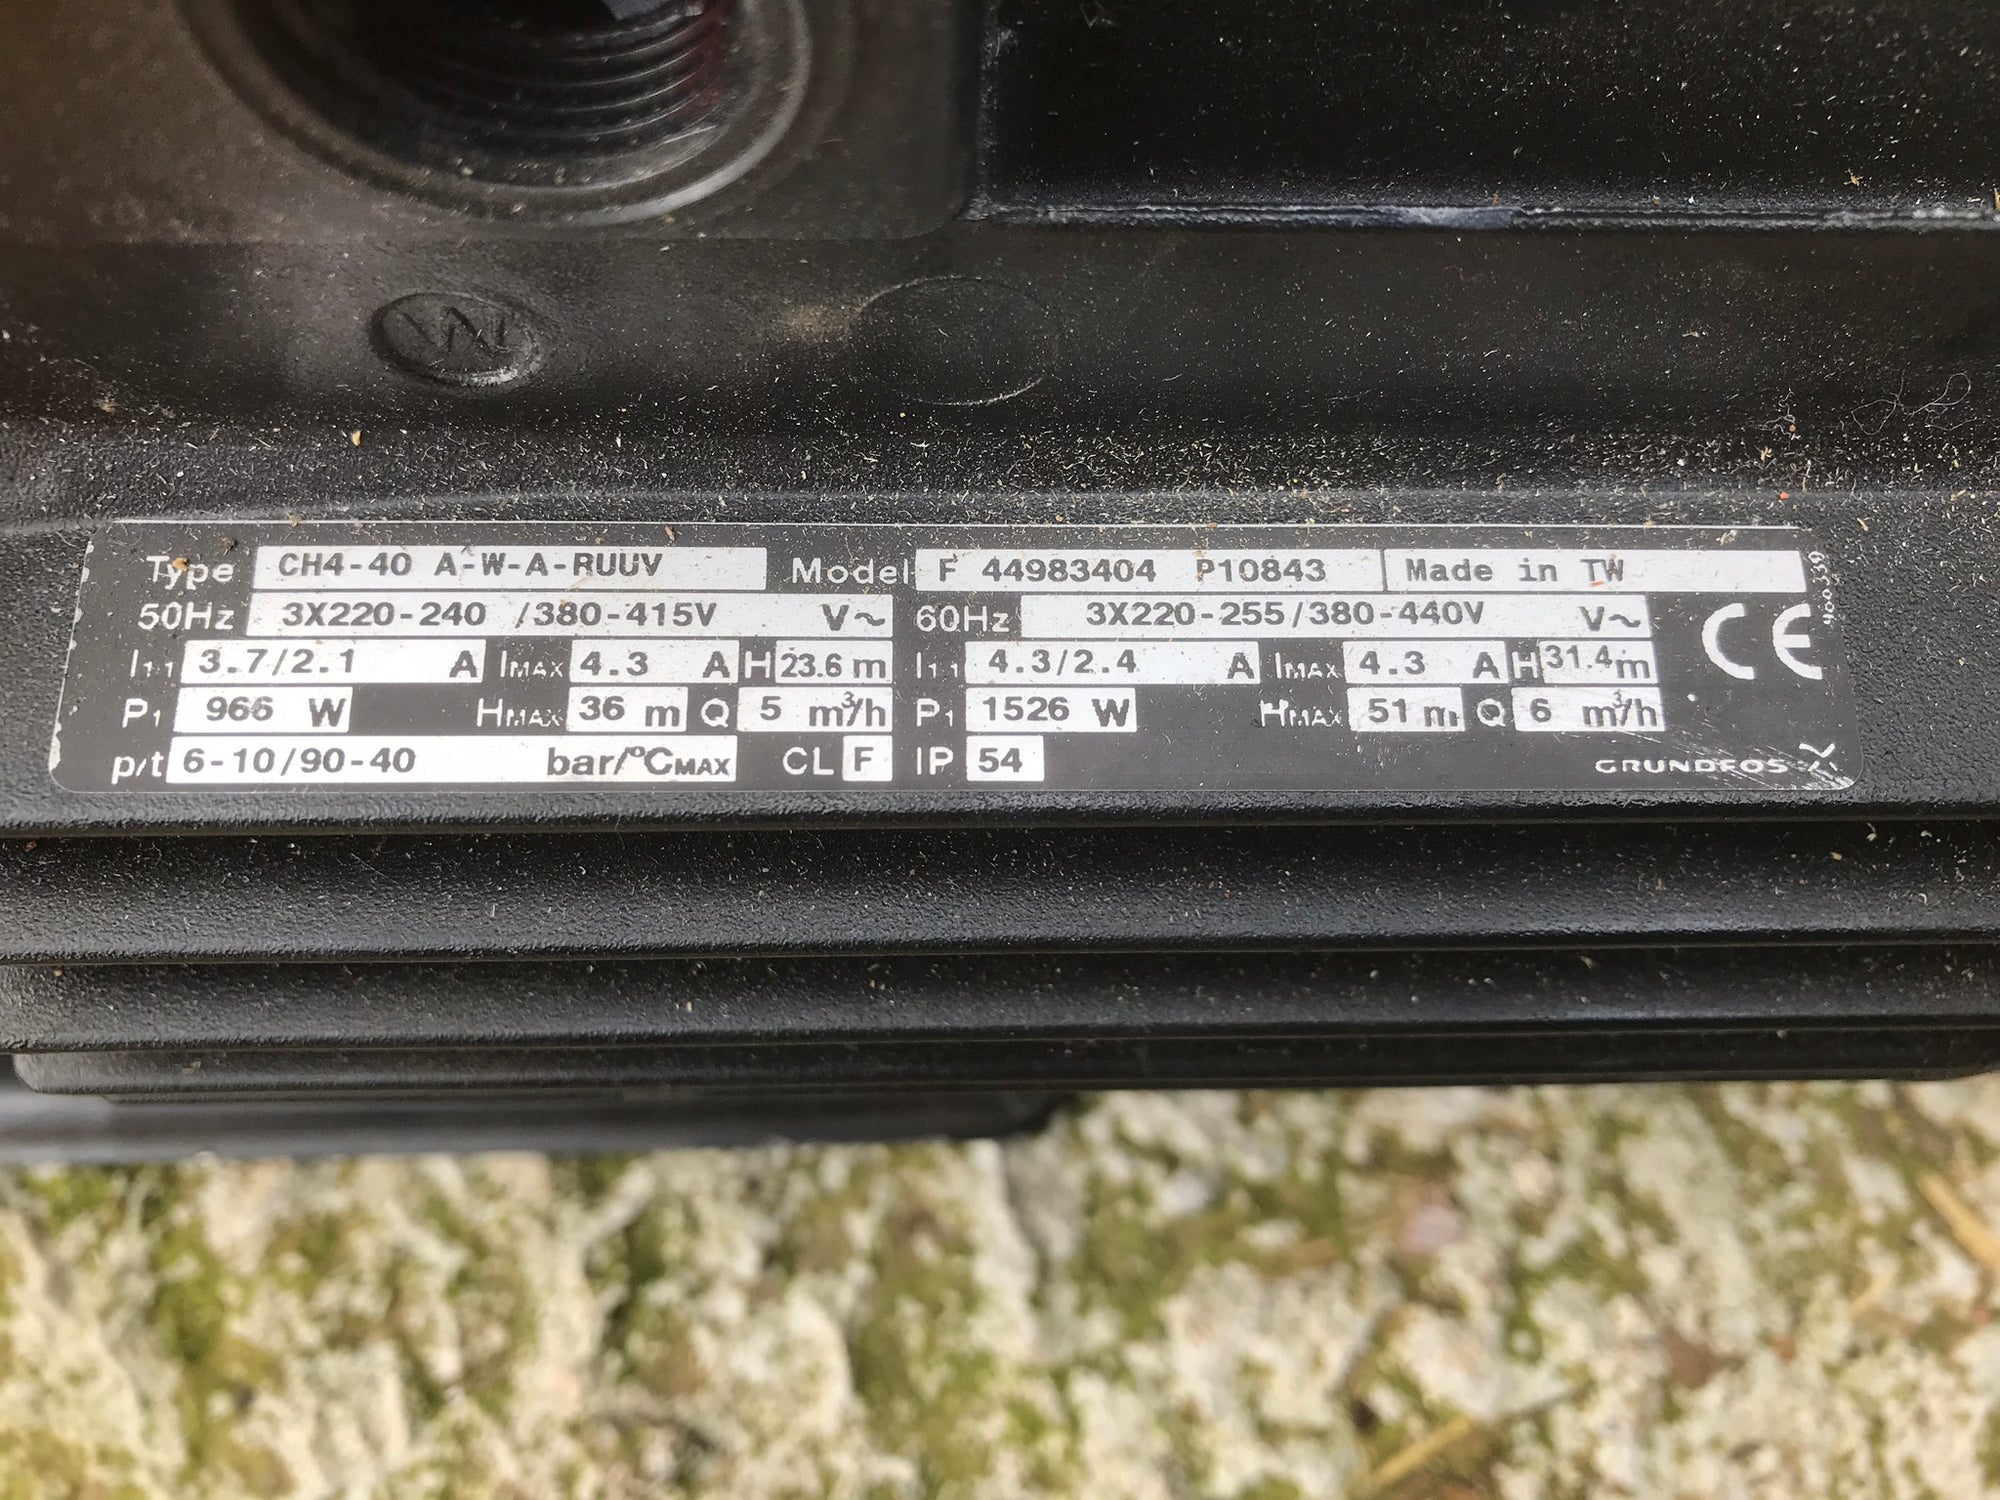 Type CH4-40 A-W-A-RUUV Model F 44983404 P10843 Made in TW
50Hz 3X220-240 /380-415V V~ 60Hz 3X220-255/380-440V V~
I1/1 3.7/2.1 A IMAX 4.3 A H 23.6 m I1/1 4.3/2.4 A IMAX 4.3 A H 31.4 m
P1 966 W HMAX 36 m Q 5 m³/h P1 1526 W HMAX 51 m Q 6 m³/h
p/t 6-10/90-40 bar/°CMAX CL F IP 54
CE
GRUNDFOS
W